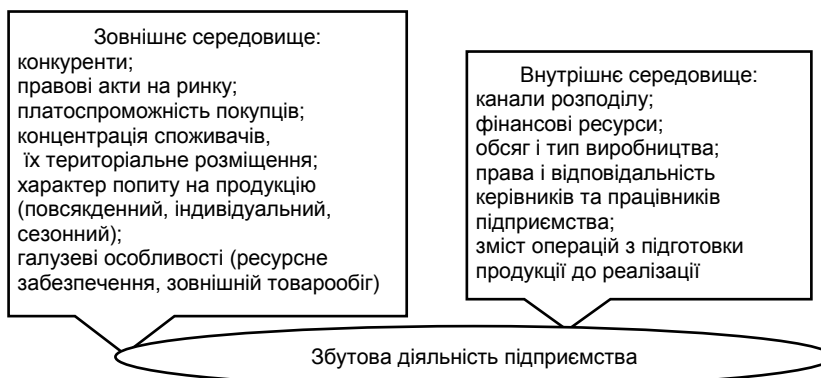 Зовнішнє середовище:
конкуренти;
правові акти на ринку;
платоспроможність покупців;
концентрація споживачів,
їх територіальне розміщення;
характер попиту на продукцію
(повсякденний, індивідуальний,
сезонний);
галузеві особливості (ресурсне
забезпечення, зовнішній товарообіг)
Внутрішнє середовище:
канали розподілу;
фінансові ресурси;
обсяг і тип виробництва;
права і відповідальність
керівників та працівників
підприємства;
зміст операцій з підготовки
продукції до реалізації
Збутова діяльність підприємства